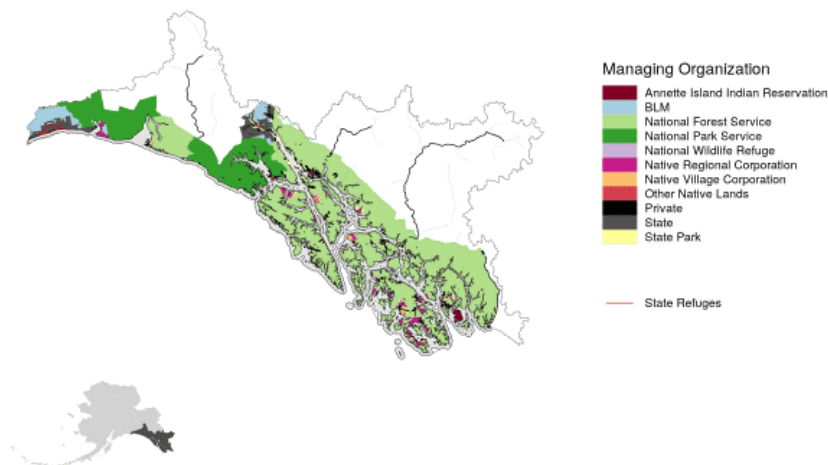 Managing Organization
Annette Island Indian Reservation
BLM
National Forest Service
National Park Service
National Wildlife Refuge
Native Regional Corporation
Native Village Corporation
Other Native Lands
Private
State
State Park
State Refuges